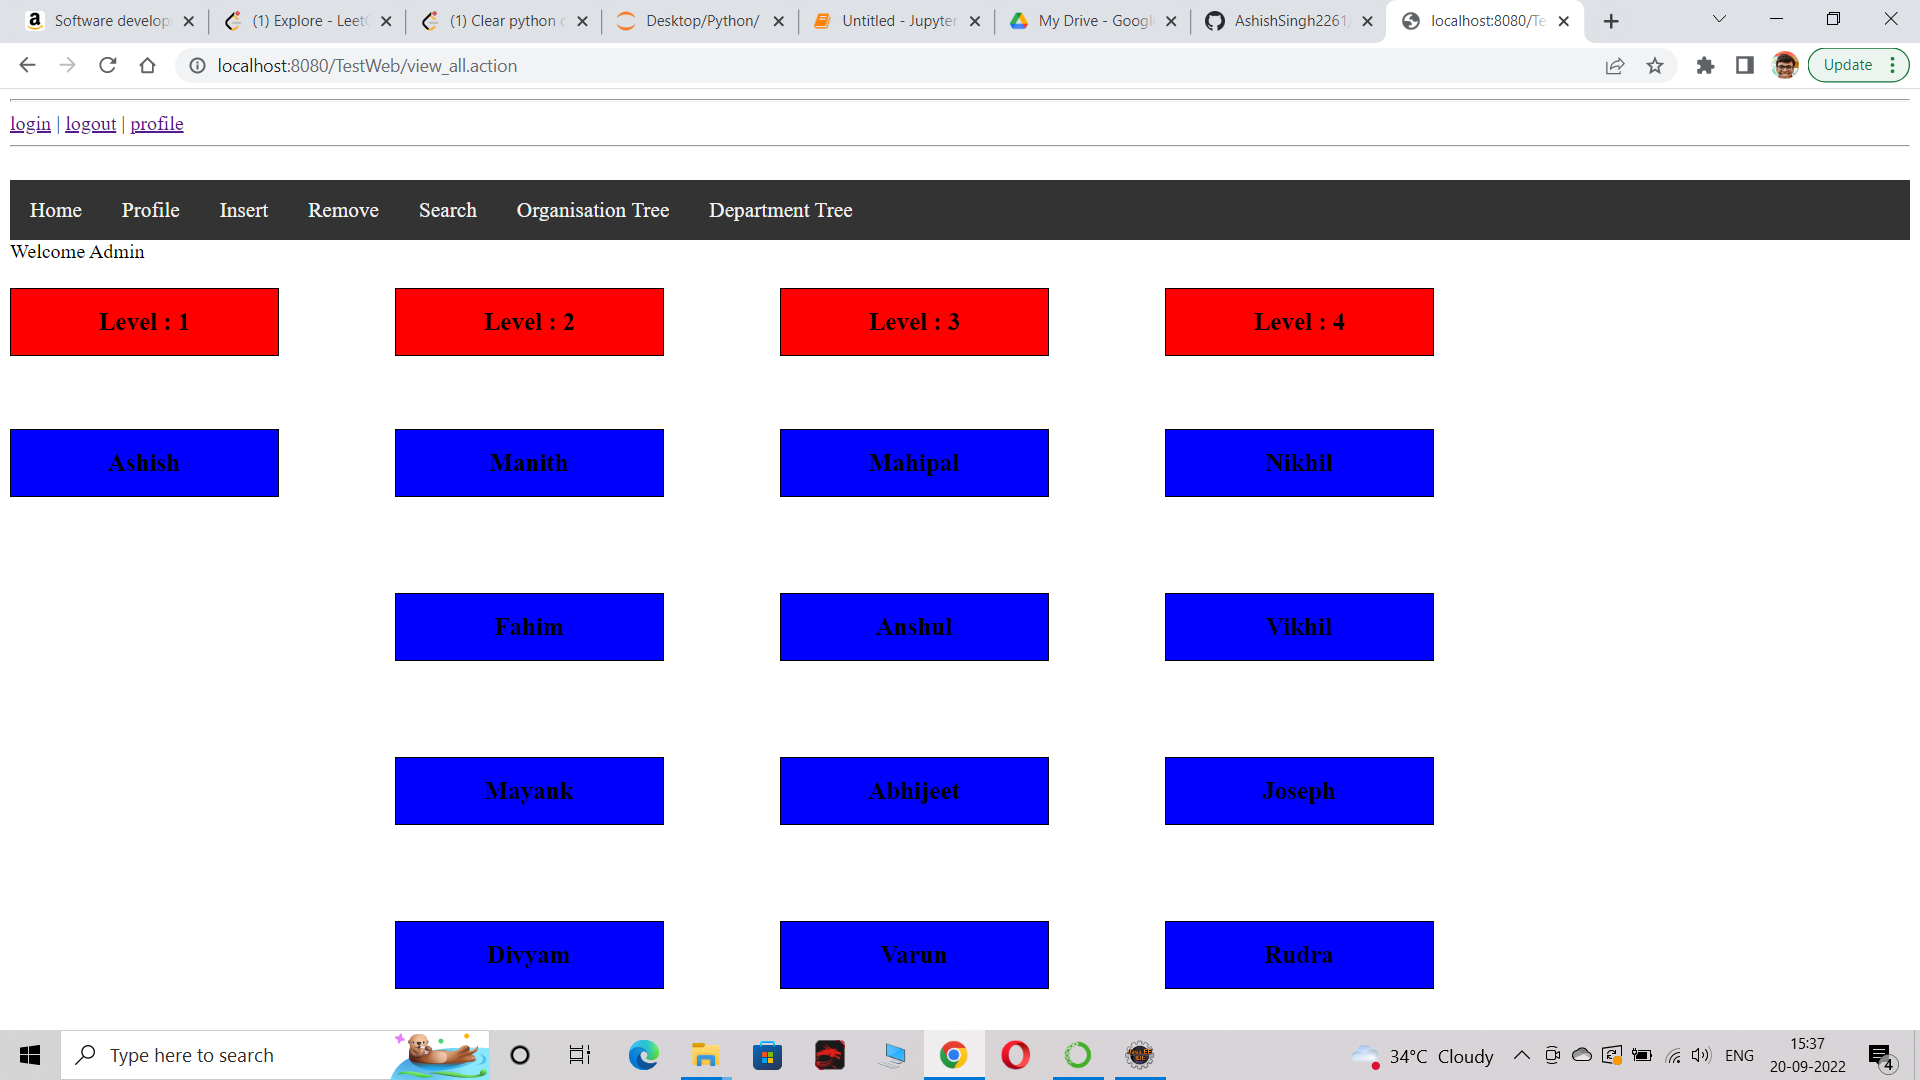 Software develop
(1) Explore - LeetC
(1) Clear python c
Desktop/Python/
Untitled - Jupyter
My Drive - Googl
AshishSingh2261/
localhost:8080/Te
localhost:8080/TestWeb/view_all.action
Update
login | logout | profile
Home Profile Insert Remove Search Organisation Tree Department Tree
Welcome Admin
Level : 1 Level : 2 Level : 3 Level : 4
Ashish Manith Mahipal Nikhil
Fahim Anshul Vikhil
Mayank Abhijeet Joseph
Divyam Varun Rudra
Type here to search
34°C Cloudy
ENG
15:37
20-09-2022
4